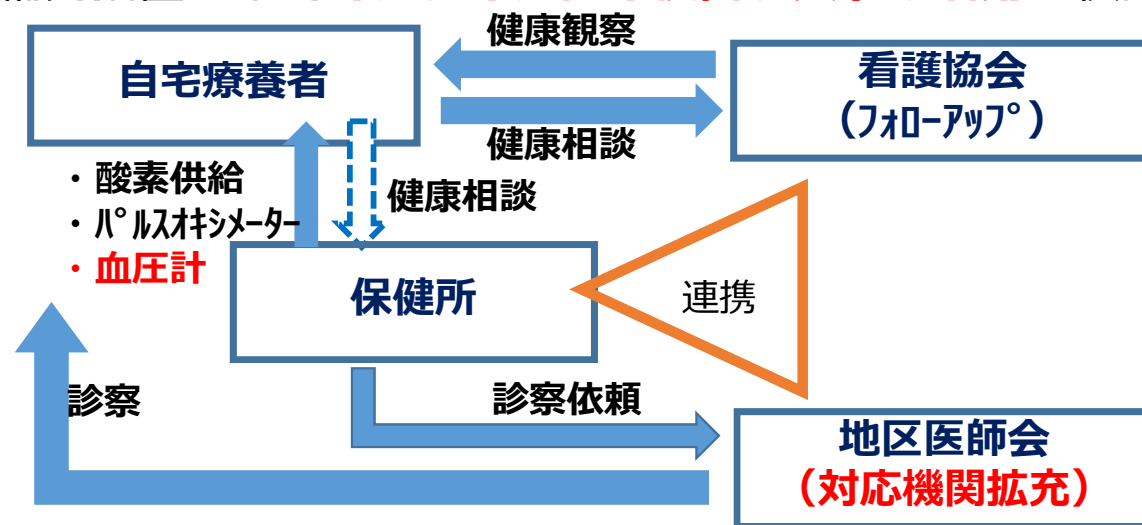 健康観察
自宅療養者
看護協会
（ﾌｫﾛｰｱｯﾌﾟ）
健康相談
・酸素供給
・ﾊﾟﾙｽｵｷｼﾒｰﾀｰ
・血圧計
健康相談
保健所
連携
診察
診察依頼
地区医師会
（対応機関拡充）